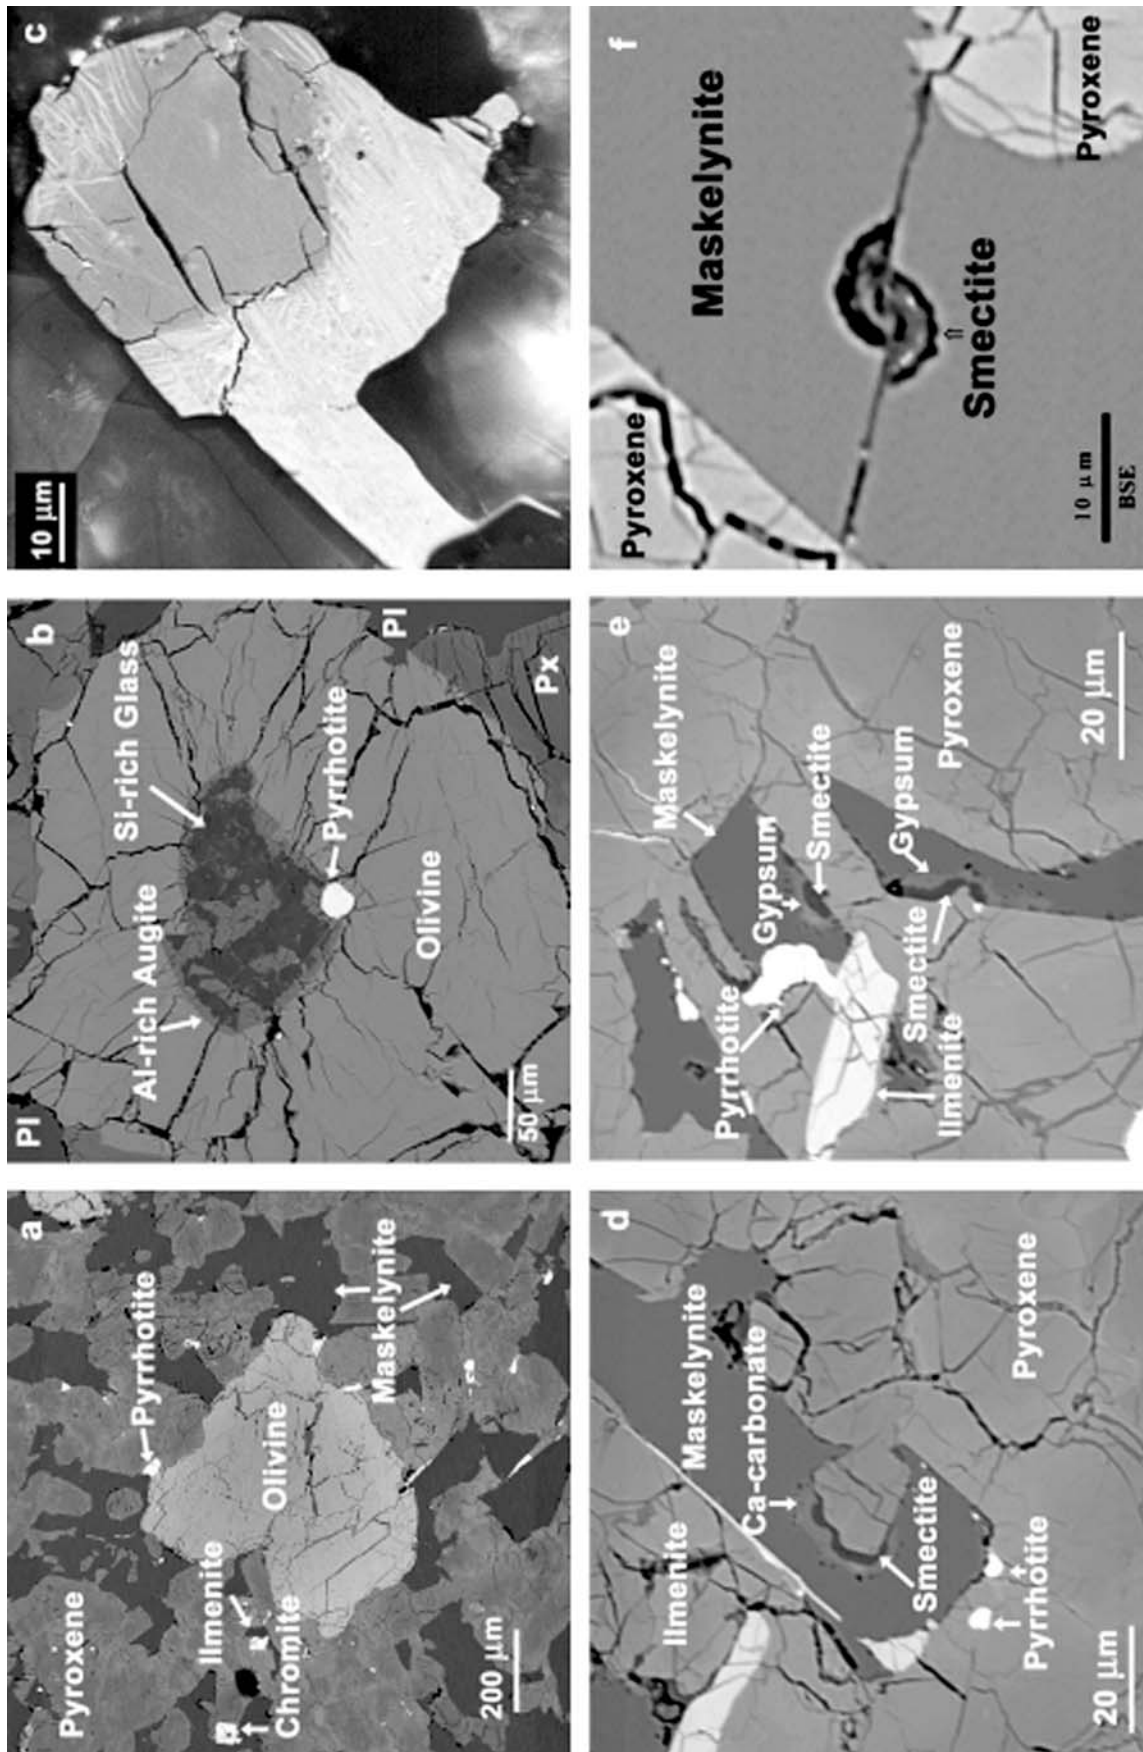 a
Pyroxene
Ilmenite
Chromite
Pyrrhotite
Olivine
Maskelynite
200 μm
b
Pl
Al-rich Augite
Si-rich Glass
Pyrrhotite
Olivine
Pl
Px
50 μm
c
10 μm
d
Ilmenite
Maskelynite
Ca-carbonate
Smectite
Pyrrhotite
Pyroxene
20 μm
e
Maskelynite
Gypsum
Smectite
Pyrrhotite
Gypsum
Smectite
Ilmenite
Pyroxene
20 μm
f
Pyroxene
Maskelynite
Smectite
Pyroxene
10 μm
BSE